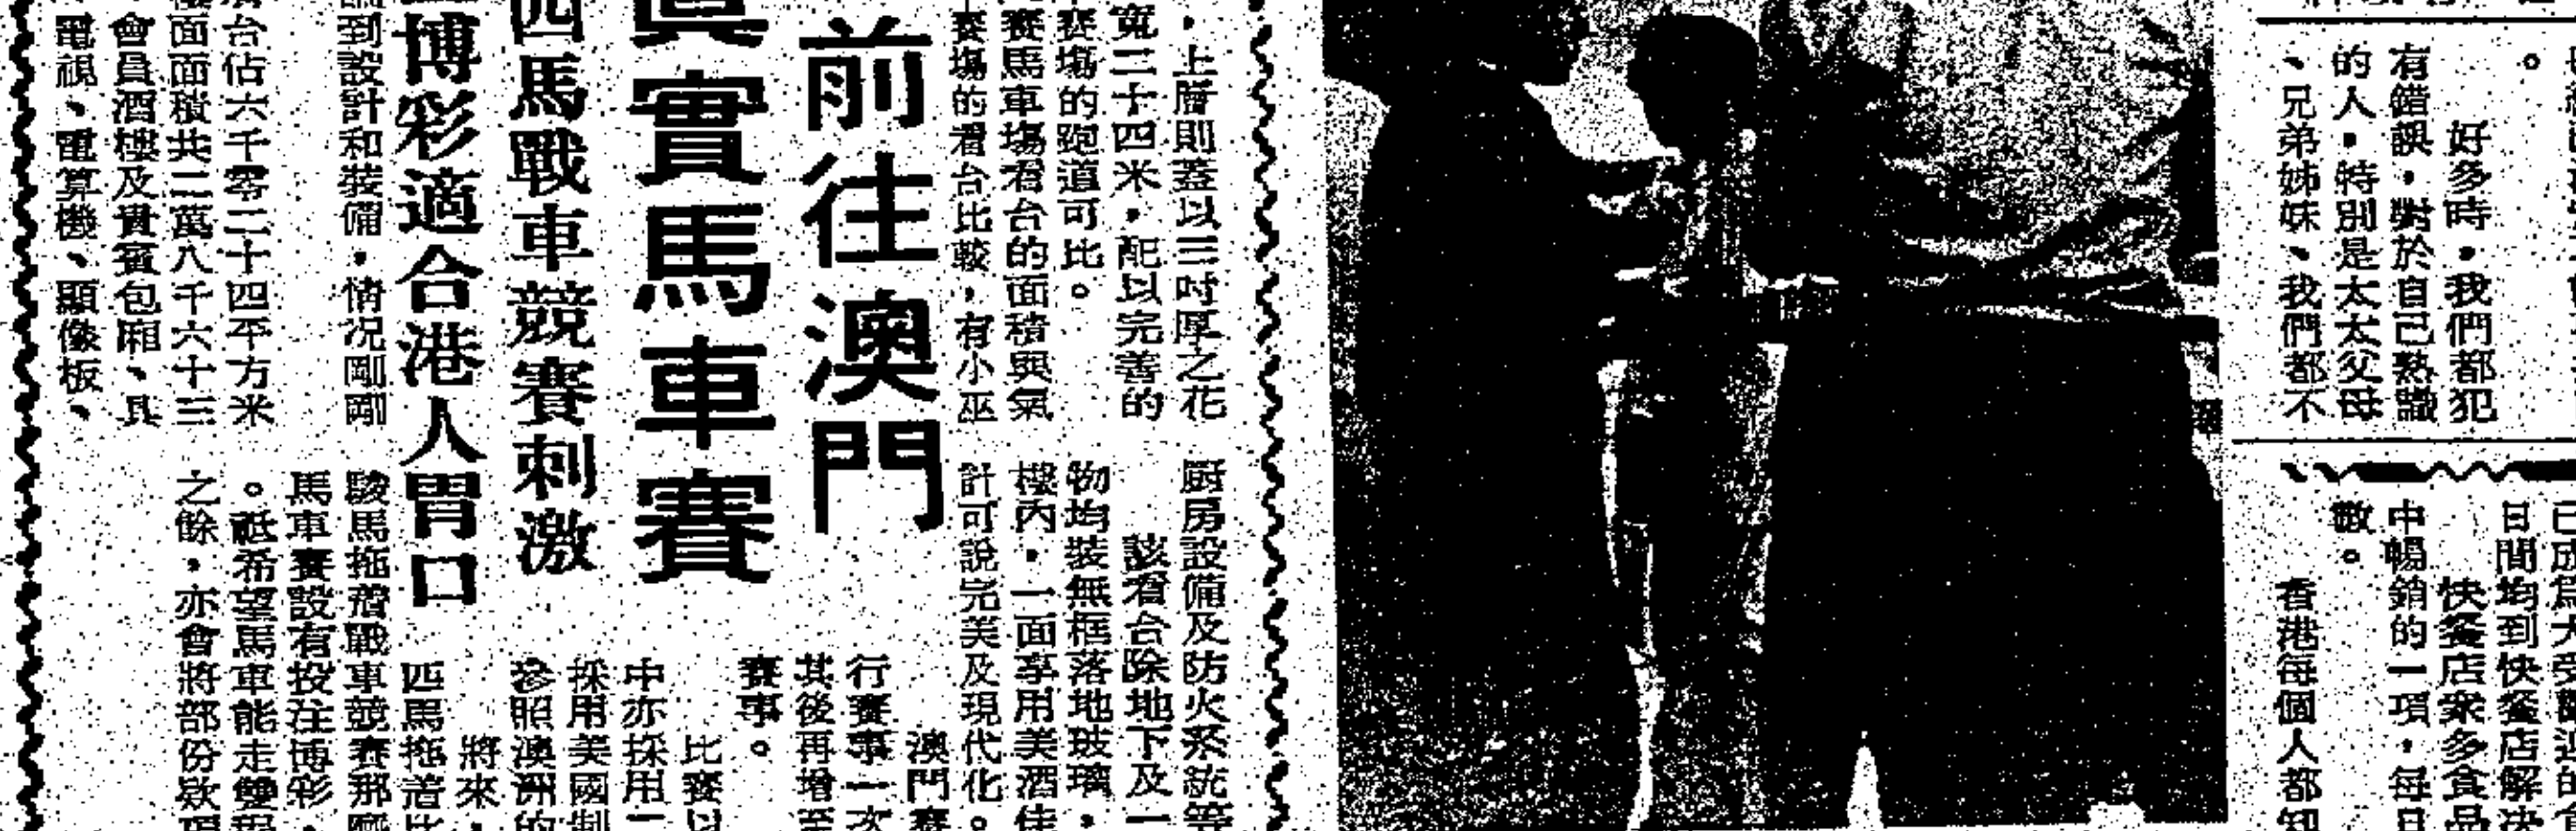 好多時，我們都犯
有錯誤，對於自己熟識
的人，特別是太太父母
、兄弟姊妹、我們都不
日間均到快餐店解決
快餐店衆多食品
中暢銷的一項，每日
數。
香港每個人都知
，上層則蓋以三吋厚之花
寬二十四米，配以完善的
賽場的跑道可比。
賽馬車場看台的面積與氣
賽場的看台比較，有小巫
厨房設備及防火系統等
該看台除地下及一
物均裝無框落地玻璃，
樓內，一面享用美酒佳
計可說完美及現代化。
前往澳門
眞實馬車賽
四馬戰車競賽刺激
博彩適合港人胃口
澳門賽
行賽事一次
其後再增至
賽事。
比賽以
中亦採用一
採用美國制
參照澳洲的
將來，
匹馬拖着比
到設計和裝備，情況剛剛
台佔六千零二十四平方米
面面積共二萬八千六十三
會員酒樓及貴賓包廂、具
電視、電算機、顯像板、
駿馬拖着戰車競賽那麼
馬車賽設有投注博彩，
。祗希望馬車能走雙程
之餘，亦會將部份欵項